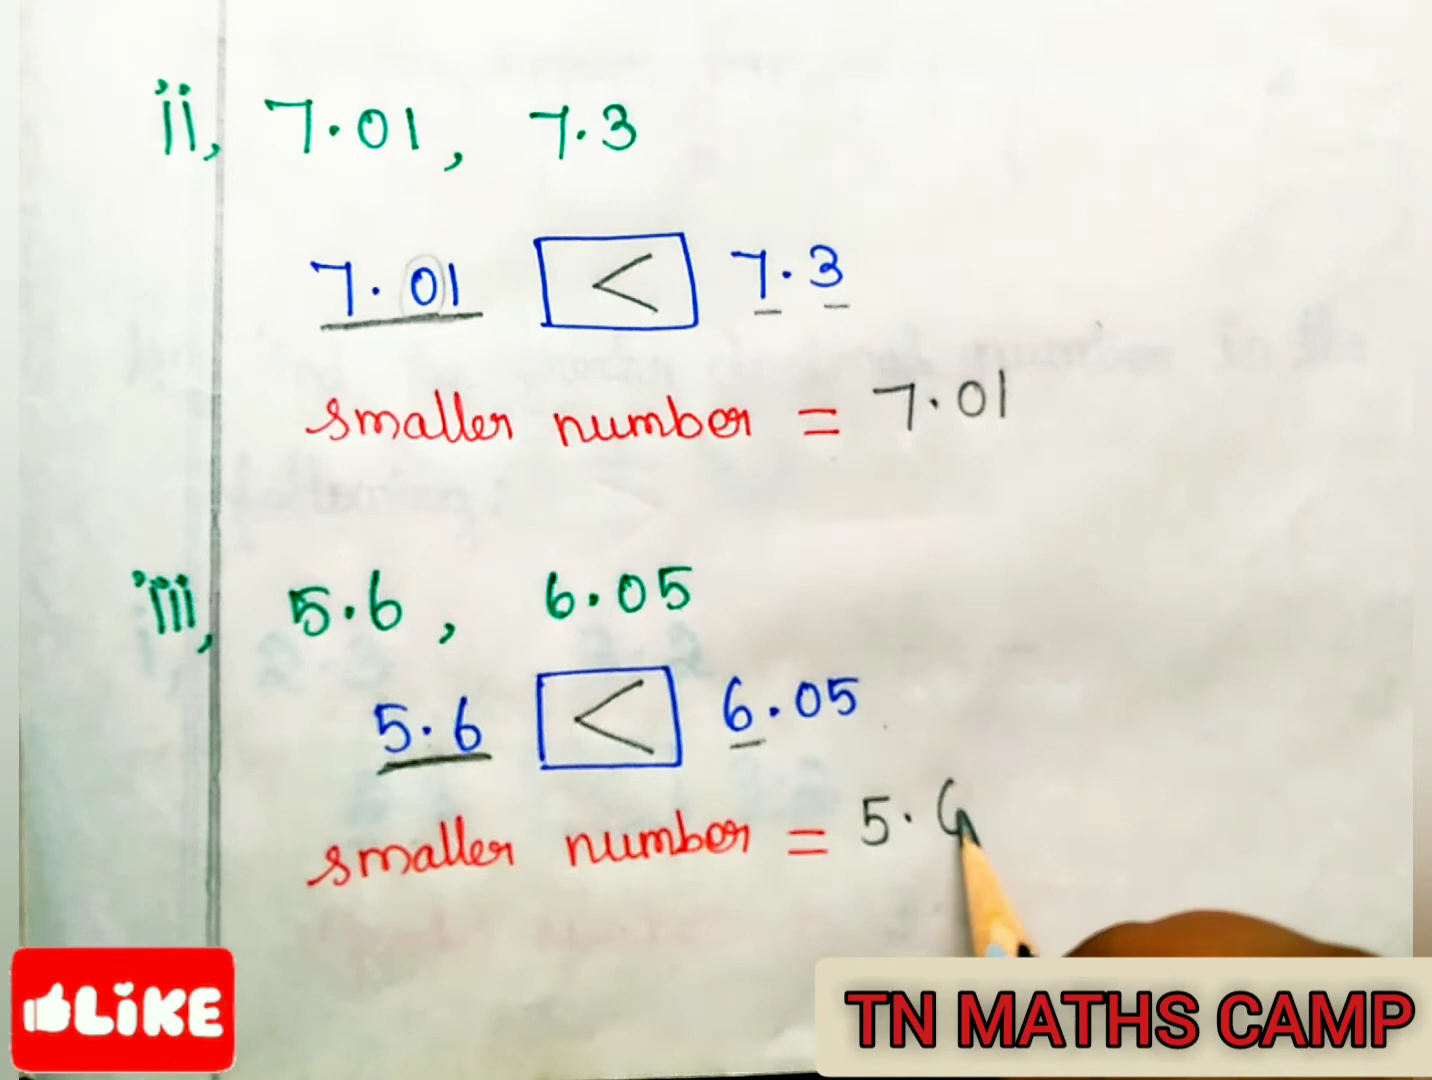 ii, 7.01, 7.3
7.01 < 7.3
smaller number = 7.01
iii, 5.6, 6.05
5.6 < 6.05
smaller number = 5.6
LiKE
TN MATHS CAMP